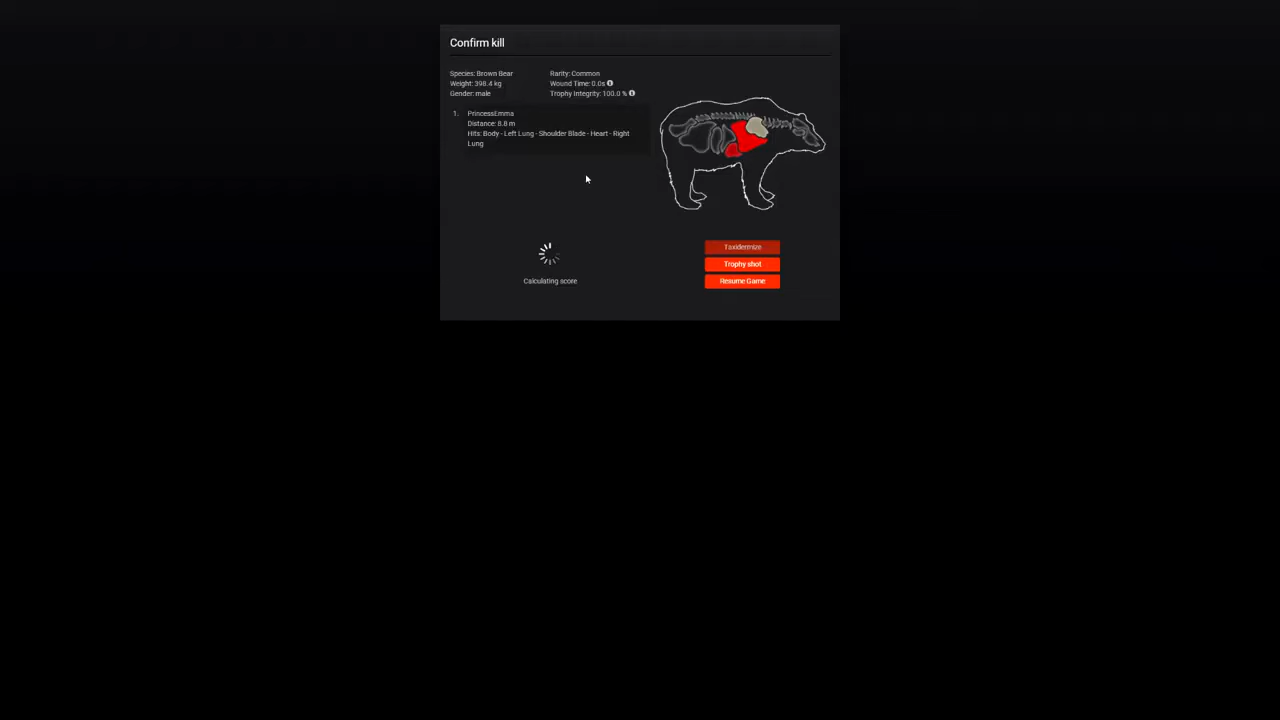 Confirm kill
Species: Brown Bear
Weight: 398.4 kg
Gender: male
Rarity: Common
Wound Time: 0.0s
Trophy Integrity: 100.0 %
1. PrincessEmma
Distance: 8.8 m
Hits: Body - Left Lung - Shoulder Blade - Heart - Right
Lung
Calculating score
Taxidermize
Trophy shot
Resume Game